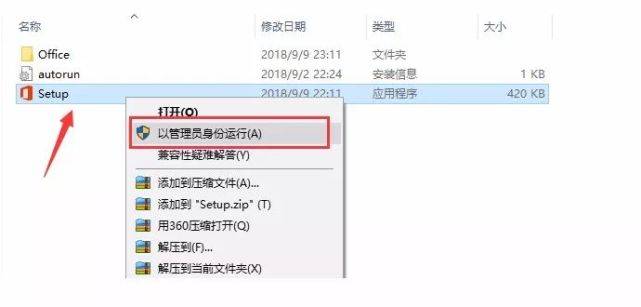 名称 修改日期 类型 大小
Office 2018/9/9 23:11 文件夹
autorun 2018/9/2 22:24 安装信息 1 KB
Setup 2018/9/9 22:11 应用程序 420 KB
打开(O)
以管理员身份运行(A)
兼容性疑难解答(Y)
添加到压缩文件(A)...
添加到 "Setup.zip" (T)
用360压缩打开(Q)
解压到(F)...
解压到当前文件夹(X)